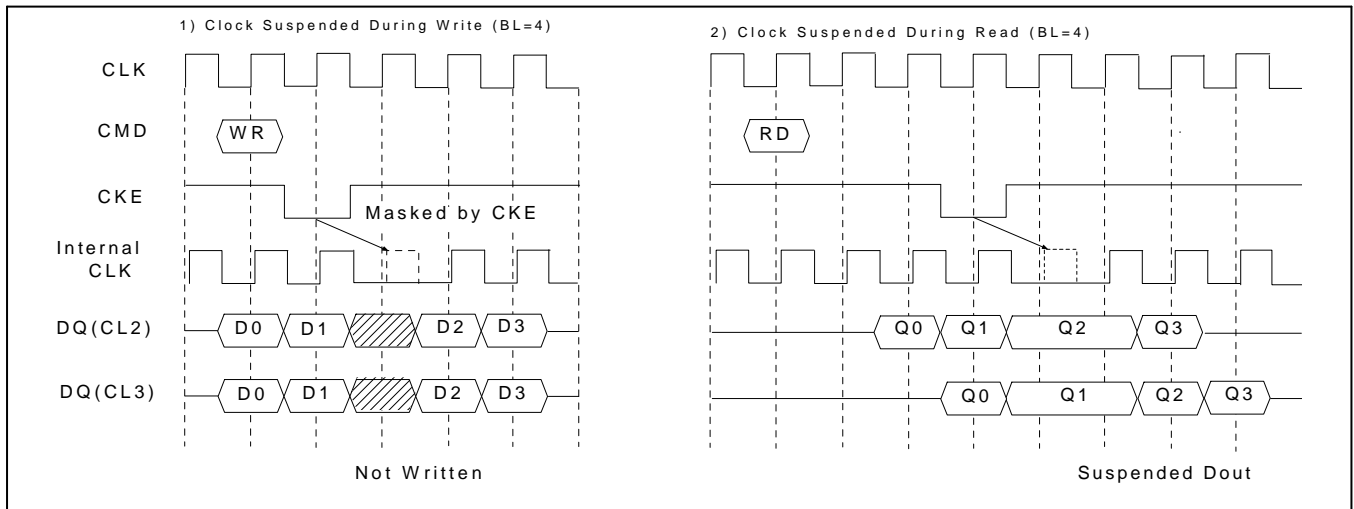 1) Clock Suspended During Write (BL=4)
2) Clock Suspended During Read (BL=4)
CLK
CMD
WR
RD
CKE
Masked by CKE
Internal
CLK
DQ(CL2)
D0 D1 D2 D3
Q0 Q1 Q2 Q3
DQ(CL3)
D0 D1 D2 D3
Q0 Q1 Q2 Q3
Not Written
Suspended Dout